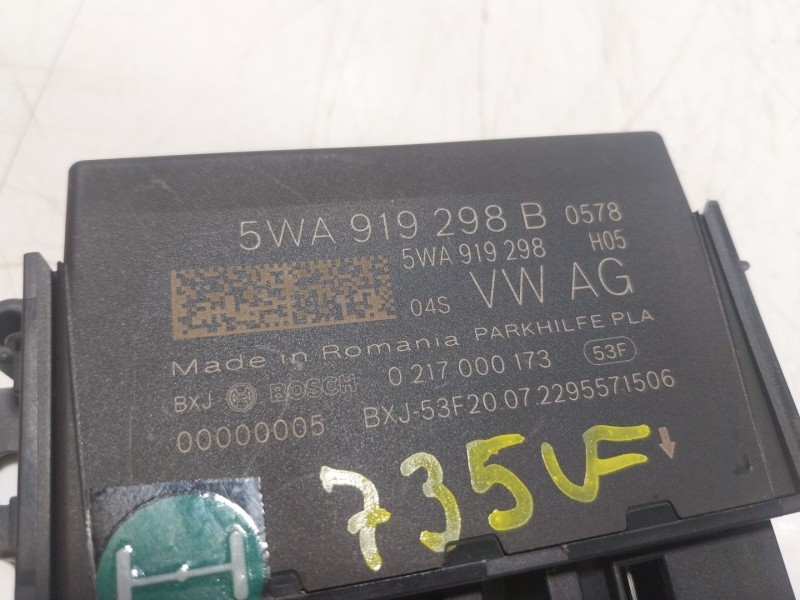 5WA 919 298 B 0578
5WA 919 298 H05
04S VW AG
Made in Romania PARKHILFE PLA
BXJ BOSCH 0 217 000 173 53F
00000005 BXJ-53F20.07.2295571506
735VF
H